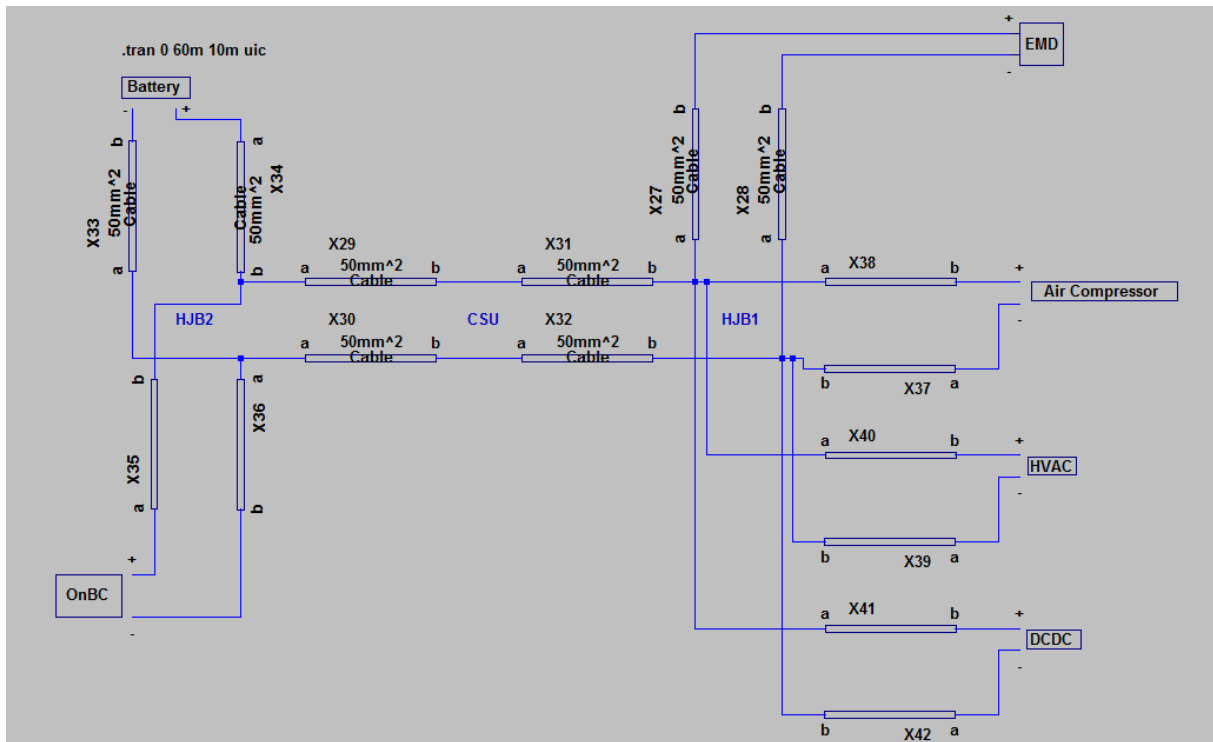 .tran 0 60m 10m uic
Battery
-
+
+
EMD
-
b
X33
50mm^2
Cable
a
a
Cable
50mm^2
X34
b
b
X27
50mm^2
Cable
a
b
X28
50mm^2
Cable
a
X29
a
50mm^2
b
Cable
X31
a
50mm^2
b
Cable
a
X38
b
+
Air Compressor
-
HJB2
X30
CSU
X32
HJB1
a
50mm^2
b
Cable
a
50mm^2
b
Cable
b
X37
a
b
X35
a
a
X36
b
a
X40
b
+
HVAC
-
b
X39
a
+
OnBC
-
a
X41
b
+
DCDC
-
b
X42
a